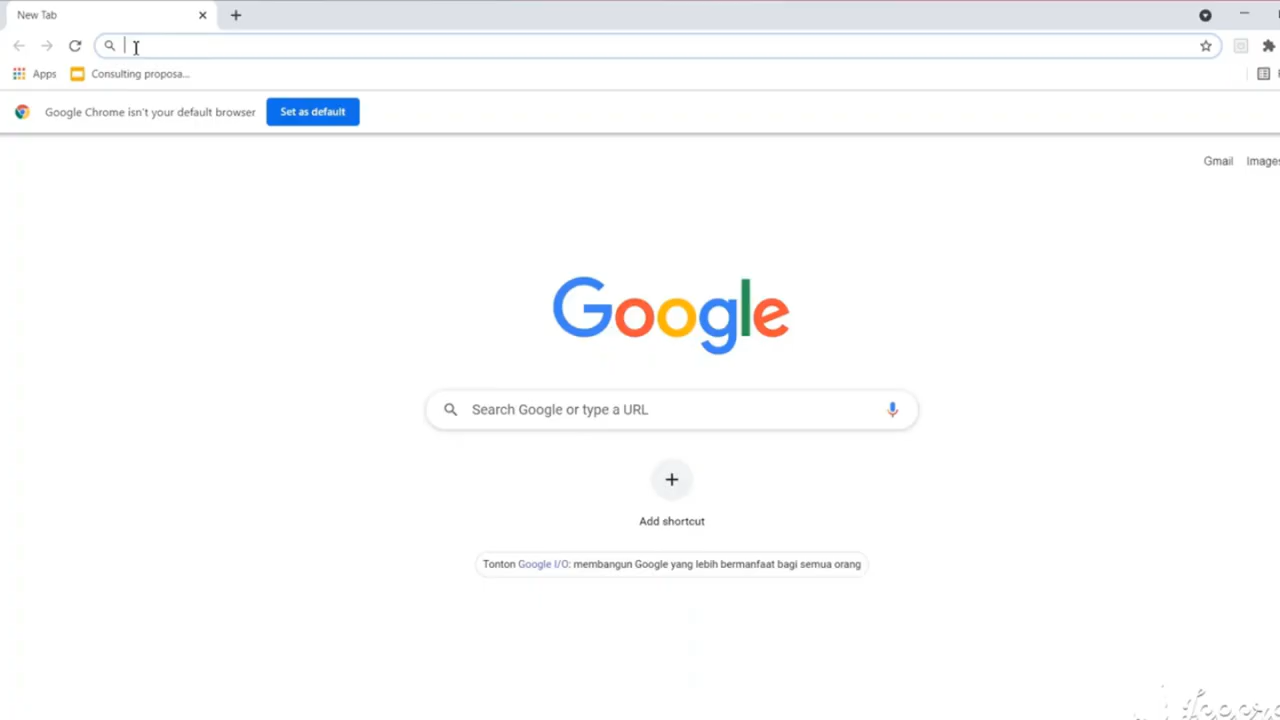 New Tab
Apps Consulting proposa...
Google Chrome isn't your default browser Set as default
Gmail Images
Google
Search Google or type a URL
Add shortcut
Tonton Google I/O: membangun Google yang lebih bermanfaat bagi semua orang